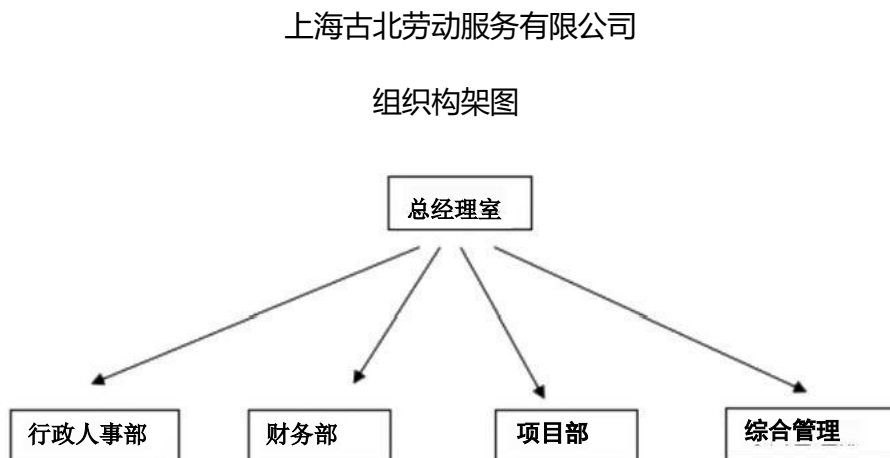 上海古北劳动服务有限公司
组织构架图
总经理室
行政人事部
财务部
项目部
综合管理